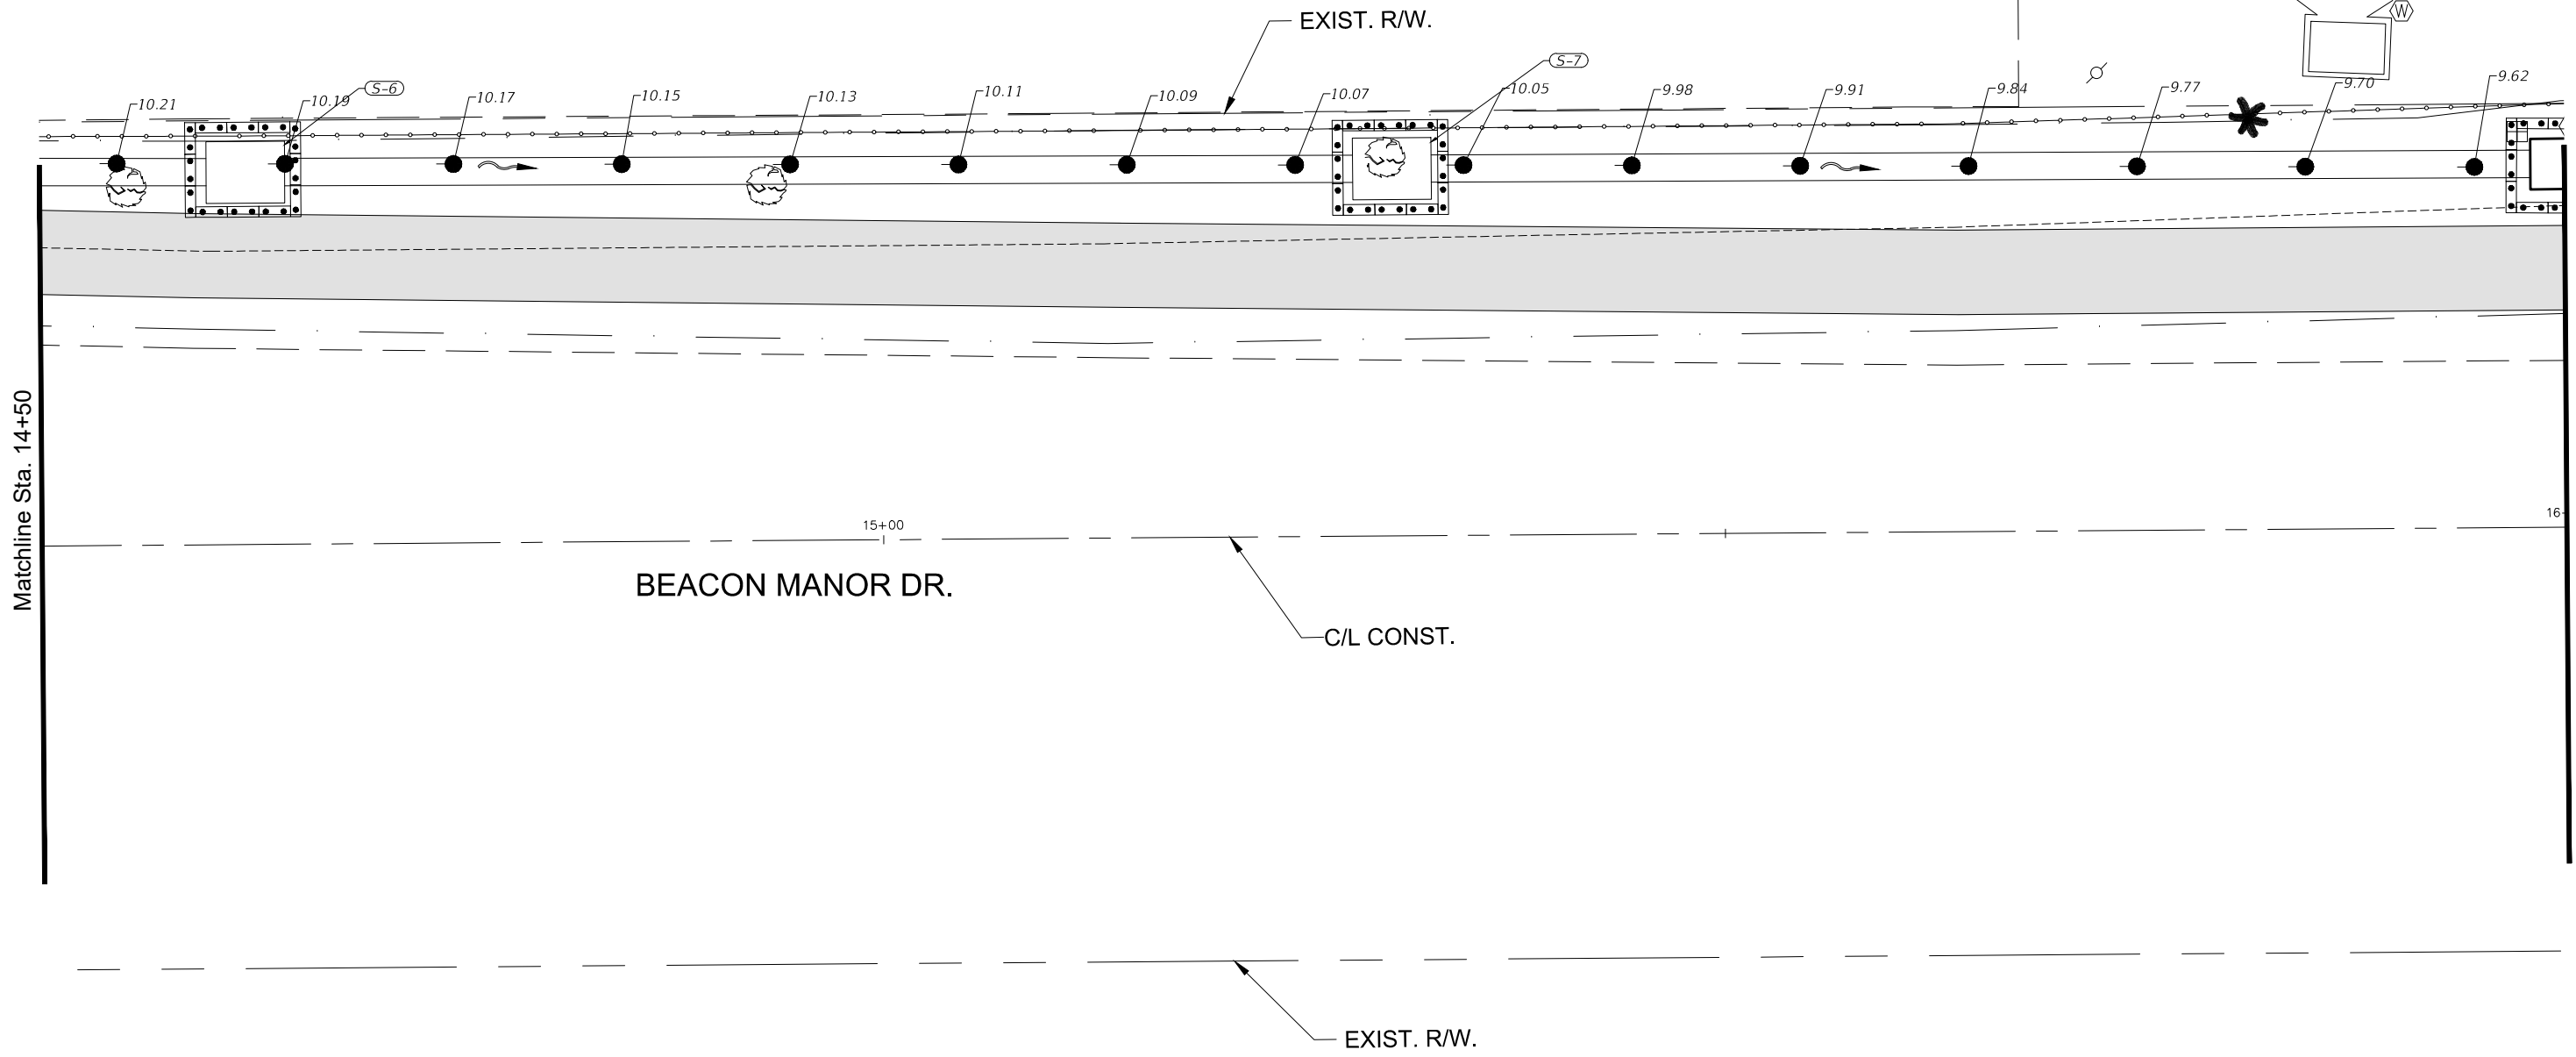 EXIST. R/W.
W
S-6
S-7
10.21
10.19
10.17
10.15
10.13
10.11
10.09
10.07
10.05
9.98
9.91
9.84
9.77
9.70
9.62
Matchline Sta. 14+50
15+00
16
BEACON MANOR DR.
C/L CONST.
EXIST. R/W.